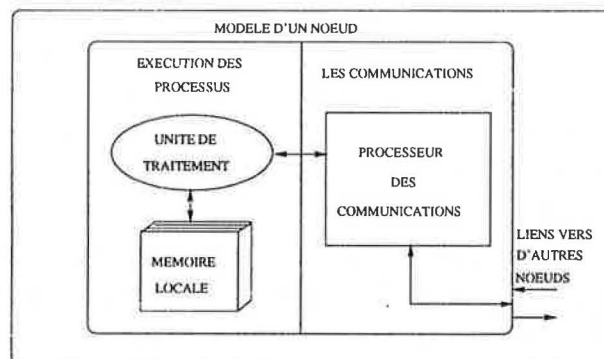 MODELE D'UN NOEUD
EXECUTION DES
PROCESSUS
LES COMMUNICATIONS
UNITE DE
TRAITEMENT
MEMOIRE
LOCALE
PROCESSEUR
DES
COMMUNICATIONS
LIENS VERS
D'AUTRES
NOEUDS